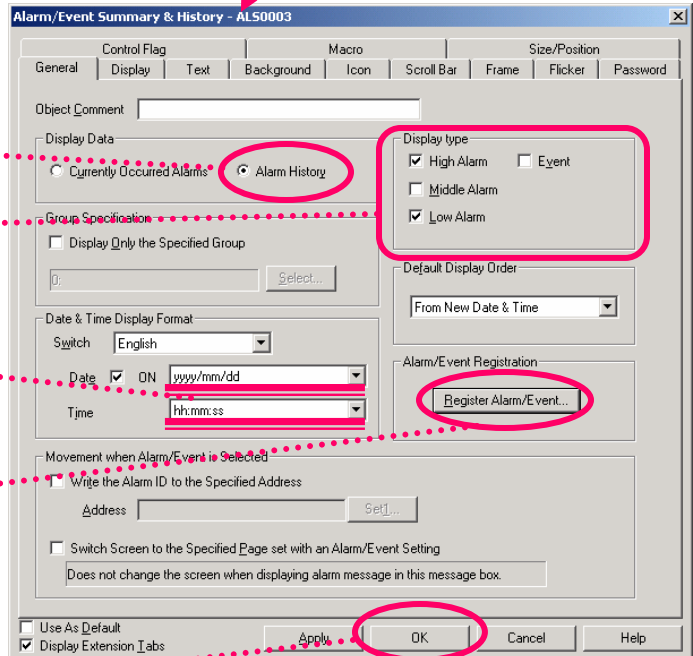 Alarm/Event Summary & History - ALS0003
Control Flag Macro Size/Position
General Display Text Background Icon Scroll Bar Frame Flicker Password
Object Comment
Display Data
Currently Occurred Alarms Alarm History
Display type
High Alarm Event
Middle Alarm
Low Alarm
Group Specification
Display Only the Specified Group
0: Select...
Default Display Order
From New Date & Time
Date & Time Display Format
Switch English
Date ON yyyy/mm/dd
Time hh:mm:ss
Alarm/Event Registration
Register Alarm/Event...
Movement when Alarm/Event is Selected
Write the Alarm ID to the Specified Address
Address Set1...
Switch Screen to the Specified Page set with an Alarm/Event Setting
Does not change the screen when displaying alarm message in this message box.
Use As Default
Display Extension Tabs
Apply OK Cancel Help